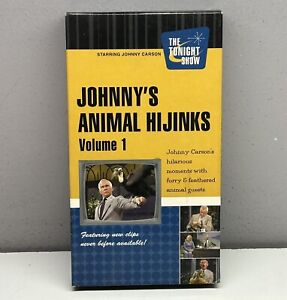 STARRING JOHNNY CARSON
THE
TONIGHT
SHOW
JOHNNY'S
ANIMAL HIJINKS
Volume 1
Johnny Carson's
hilarious
moments with
furry & feathered
animal guests
Featuring new clips
never before available!